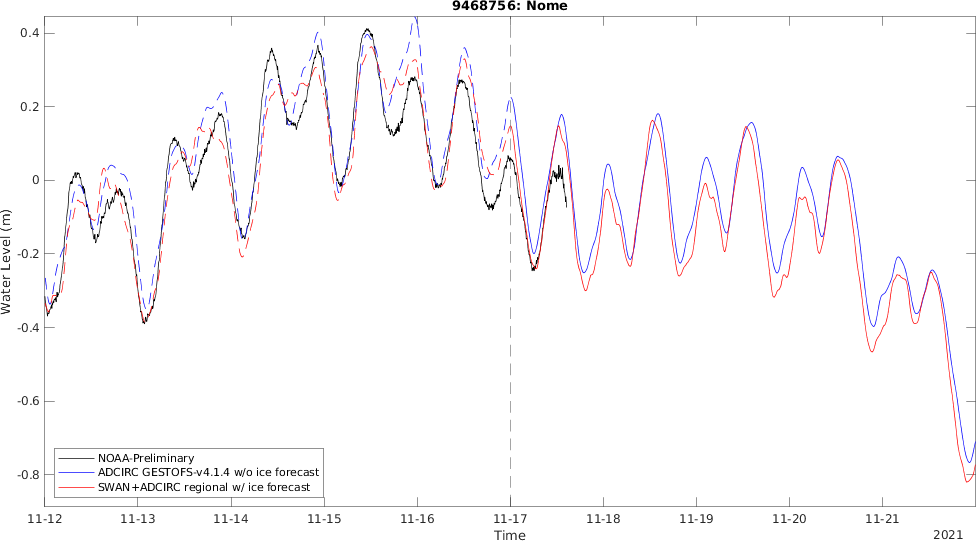 9468756: Nome
0.4
0.2
0
-0.2
-0.4
-0.6
-0.8
Water Level (m)
NOAA-Preliminary
ADCIRC GESTOFS-v4.1.4 w/o ice forecast
SWAN+ADCIRC regional w/ ice forecast
11-12 11-13 11-14 11-15 11-16 11-17 11-18 11-19 11-20 11-21
Time
2021